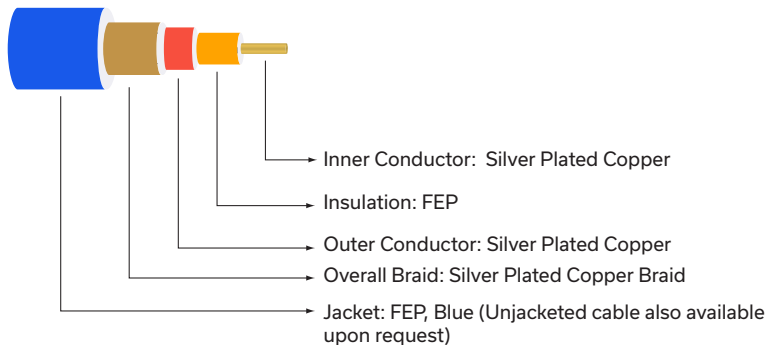 Inner Conductor:  Silver Plated Copper
Insulation: FEP
Outer Conductor: Silver Plated Copper
Overall Braid: Silver Plated Copper Braid
Jacket: FEP, Blue (Unjacketed cable also available
upon request)